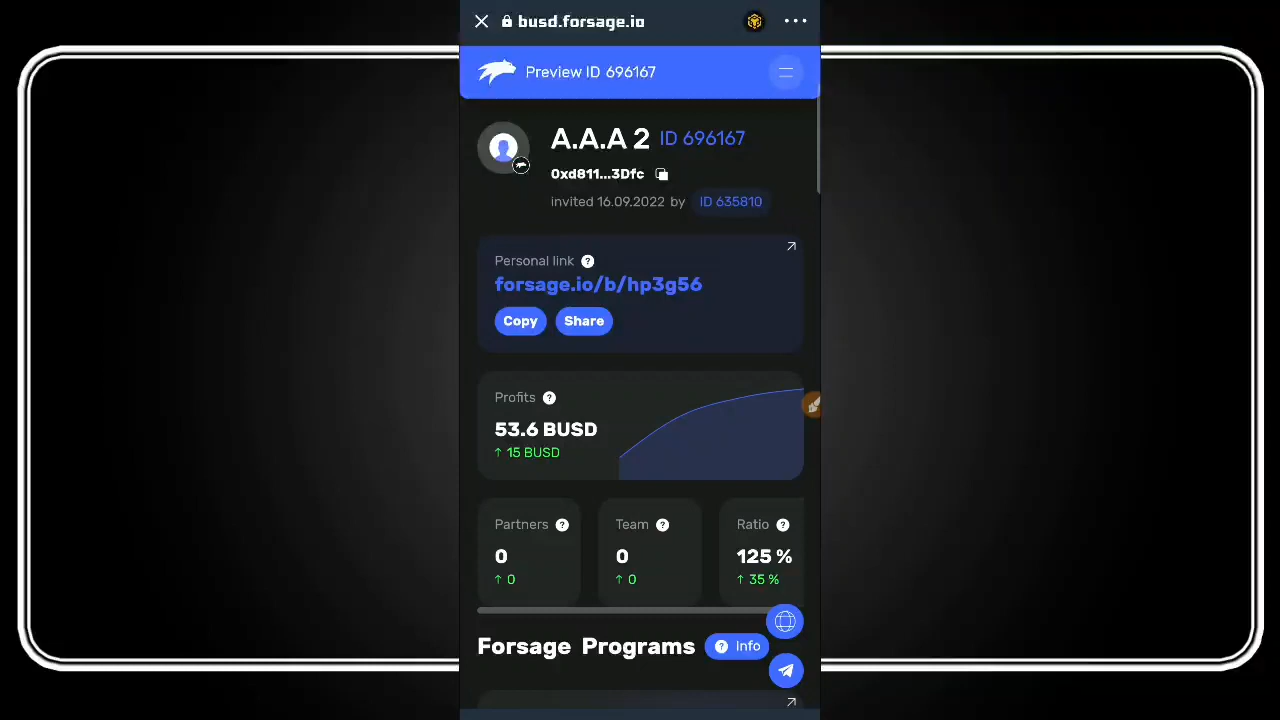 busd.forsage.io
Preview ID 696167
A.A.A 2 ID 696167
0xd811...3Dfc
invited 16.09.2022 by ID 635810
Personal link ?
forsage.io/b/hp3g56
Copy Share
Profits ?
53.6 BUSD
↑ 15 BUSD
Partners ? Team ? Ratio ?
0 0 125 %
↑ 0 ↑ 0 ↑ 35 %
Forsage Programs ? Info